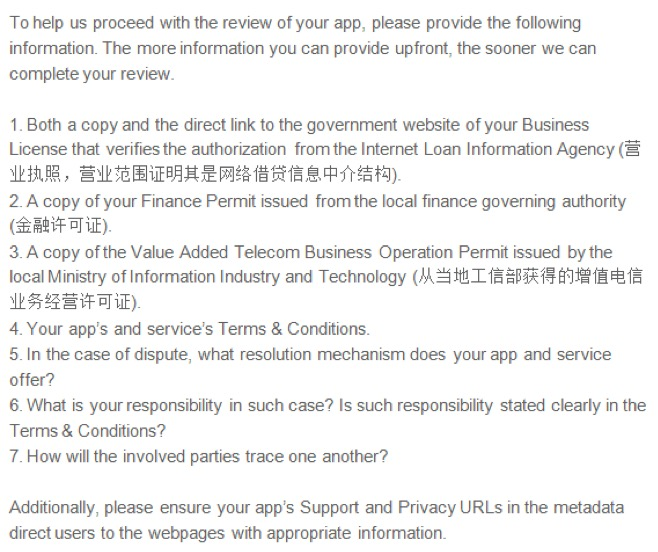 To help us proceed with the review of your app, please provide the following
information. The more information you can provide upfront, the sooner we can
complete your review.
1. Both a copy and the direct link to the government website of your Business
License that verifies the authorization from the Internet Loan Information Agency (营
业执照，营业范围证明其是网络借贷信息中介结构).
2. A copy of your Finance Permit issued from the local finance governing authority
(金融许可证).
3. A copy of the Value Added Telecom Business Operation Permit issued by the
local Ministry of Information Industry and Technology (从当地工信部获得的增值电信
业务经营许可证).
4. Your app's and service's Terms & Conditions.
5. In the case of dispute, what resolution mechanism does your app and service
offer?
6. What is your responsibility in such case? Is such responsibility stated clearly in the
Terms & Conditions?
7. How will the involved parties trace one another?
Additionally, please ensure your app's Support and Privacy URLs in the metadata
direct users to the webpages with appropriate information.